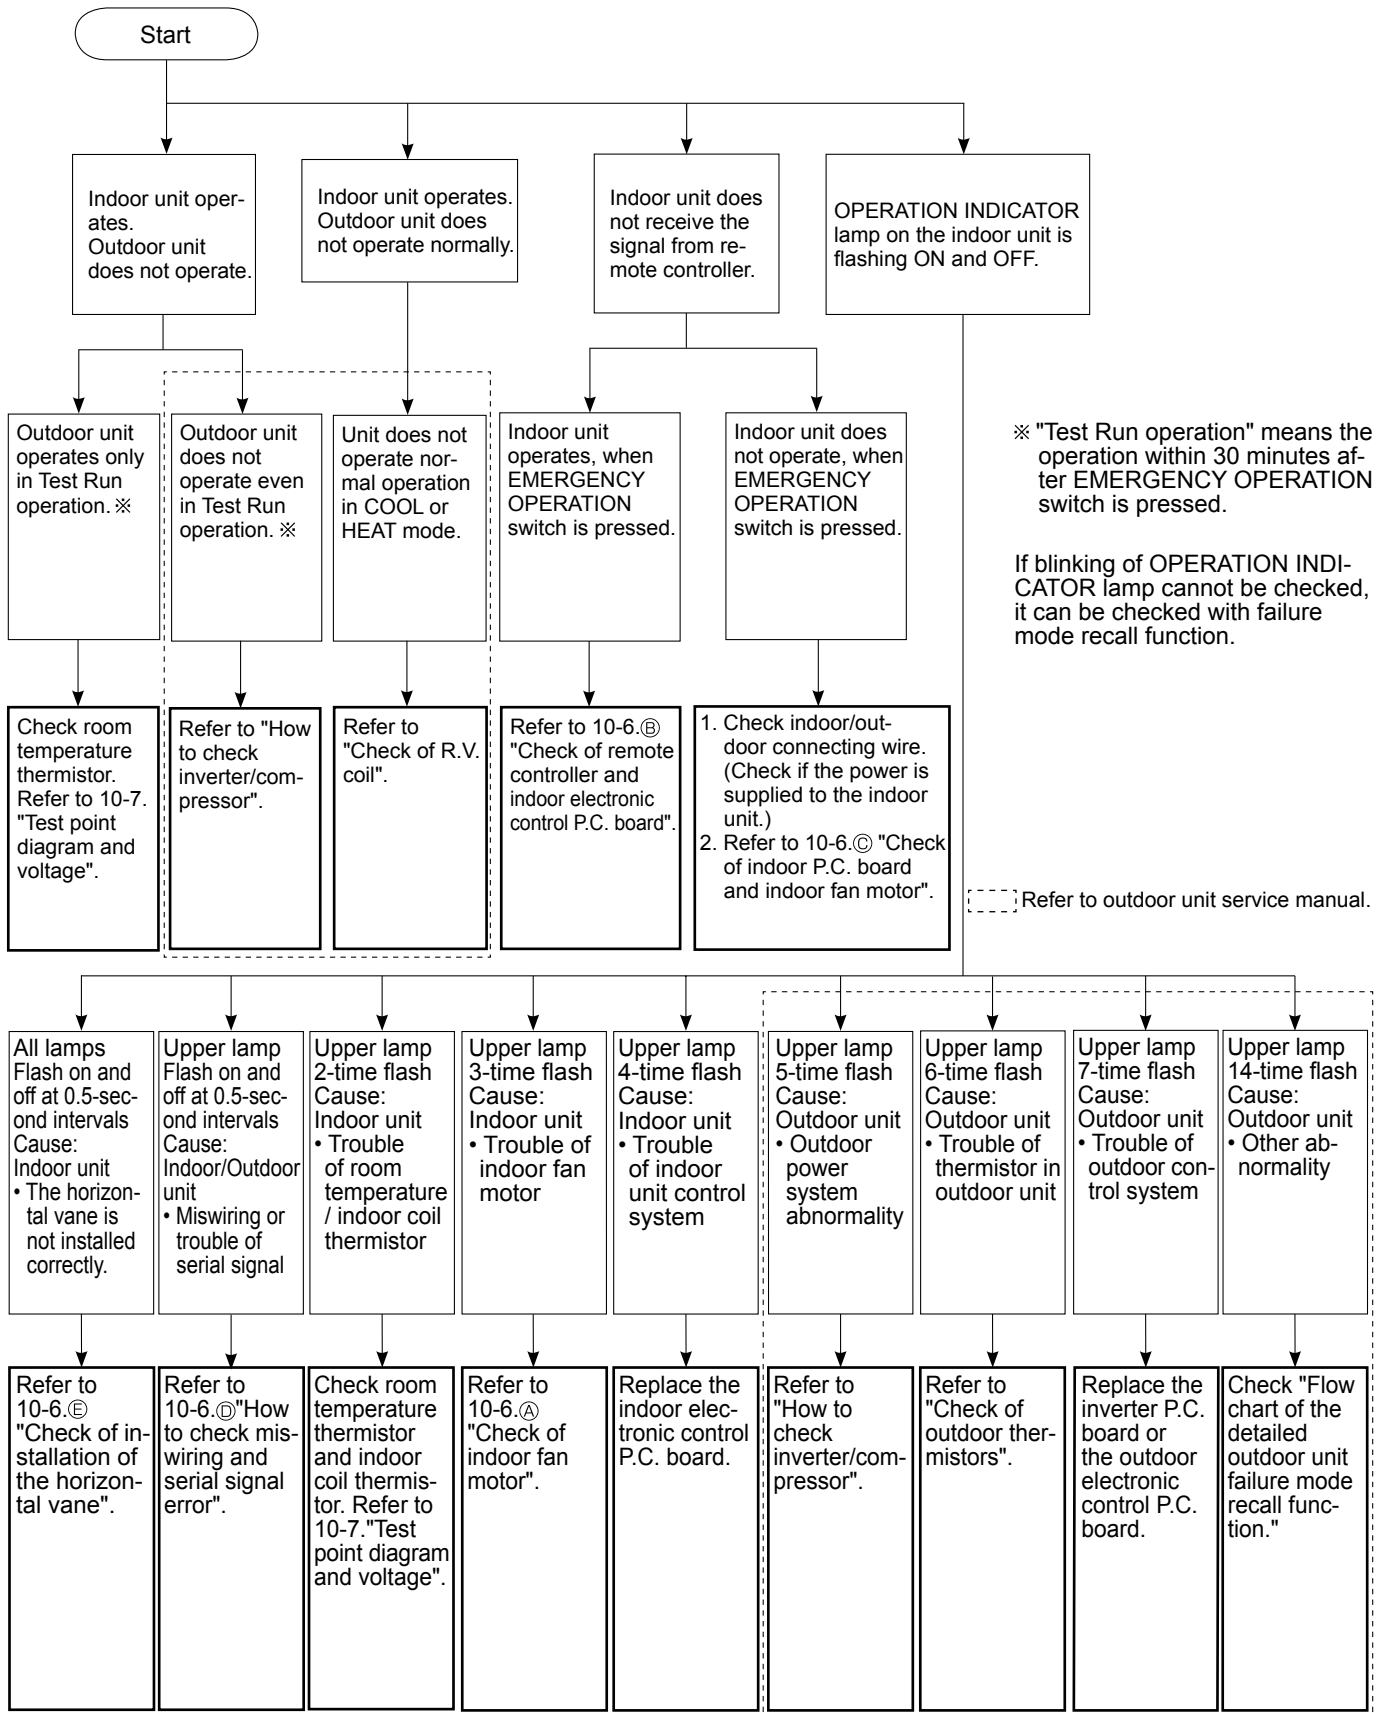 Start
Indoor unit oper-
ates.
Outdoor unit
does not operate.
Indoor unit operates.
Outdoor unit does
not operate normally.
Indoor unit does
not receive the
signal from re-
mote controller.
OPERATION INDICATOR
lamp on the indoor unit is
flashing ON and OFF.
Outdoor unit
operates only
in Test Run
operation. ※
Outdoor unit
does not
operate even
in Test Run
operation. ※
Unit does not
operate nor-
mal operation
in COOL or
HEAT mode.
Indoor unit
operates, when
EMERGENCY
OPERATION
switch is pressed.
Indoor unit does
not operate, when
EMERGENCY
OPERATION
switch is pressed.
※ "Test Run operation" means the
operation within 30 minutes af-
ter EMERGENCY OPERATION
switch is pressed.
If blinking of OPERATION INDI-
CATOR lamp cannot be checked,
it can be checked with failure
mode recall function.
Check room
temperature
thermistor.
Refer to 10-7.
"Test point
diagram and
voltage".
Refer to "How
to check
inverter/com-
pressor".
Refer to
"Check of R.V.
coil".
Refer to 10-6.Ⓑ
"Check of remote
controller and
indoor electronic
control P.C. board".
1. Check indoor/out-
door connecting wire.
(Check if the power is
supplied to the indoor
unit.)
2. Refer to 10-6.Ⓒ "Check
of indoor P.C. board
and indoor fan motor".
Refer to outdoor unit service manual.
All lamps
Flash on and
off at 0.5-sec-
ond intervals
Cause:
Indoor unit
• The horizon-
tal vane is
not installed
correctly.
Upper lamp
Flash on and
off at 0.5-sec-
ond intervals
Cause:
Indoor/Outdoor
unit
• Miswiring or
trouble of
serial signal
Upper lamp
2-time flash
Cause:
Indoor unit
• Trouble
of room
temperature
/ indoor coil
thermistor
Upper lamp
3-time flash
Cause:
Indoor unit
• Trouble of
indoor fan
motor
Upper lamp
4-time flash
Cause:
Indoor unit
• Trouble
of indoor
unit control
system
Upper lamp
5-time flash
Cause:
Outdoor unit
• Outdoor
power
system
abnormality
Upper lamp
6-time flash
Cause:
Outdoor unit
• Trouble of
thermistor in
outdoor unit
Upper lamp
7-time flash
Cause:
Outdoor unit
• Trouble of
outdoor con-
trol system
Upper lamp
14-time flash
Cause:
Outdoor unit
• Other ab-
normality
Refer to
10-6.Ⓔ
"Check of in-
stallation of
the horizon-
tal vane".
Refer to
10-6.Ⓓ"How
to check mis-
wiring and
serial signal
error".
Check room
temperature
thermistor
and indoor
coil thermis-
tor. Refer to
10-7."Test
point diagram
and voltage".
Refer to
10-6.Ⓐ
"Check of
indoor fan
motor".
Replace the
indoor elec-
tronic control
P.C. board.
Refer to
"How to
check
inverter/com-
pressor".
Refer to
"Check of
outdoor ther-
mistors".
Replace the
inverter P.C.
board or
the outdoor
electronic
control P.C.
board.
Check "Flow
chart of the
detailed
outdoor unit
failure mode
recall func-
tion."